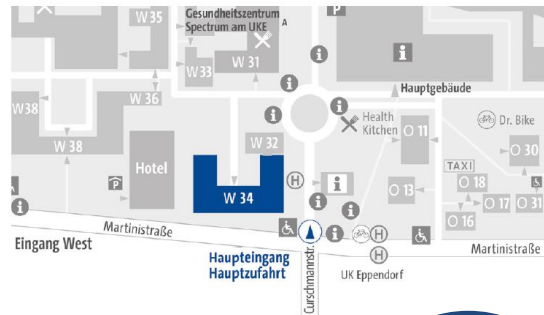 W 35
Gesundheitszentrum
Spectrum am UKE
A
P
i
W 33
W 31
i
i
Hauptgebäude
W38
W 36
i
i
Health
Kitchen
O 11
Dr. Bike
W 38
Hotel
W 32
O 30
P
W 34
H
i
TAXI
O 13
O 18
O 17
O 31
O 16
i
i
Martinistraße
i
i
H
Eingang West
Haupteingang
Hauptzufahrt
Curschmannstr.
H
UK Eppendorf
Martinistraße